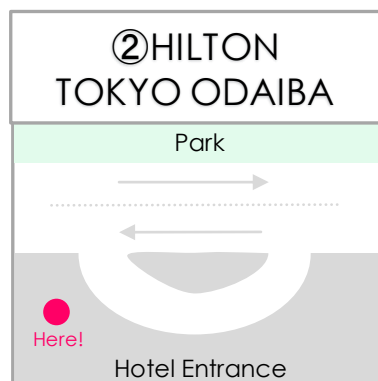 ②HILTON
TOKYO ODAIBA
Park
Here!
Hotel Entrance